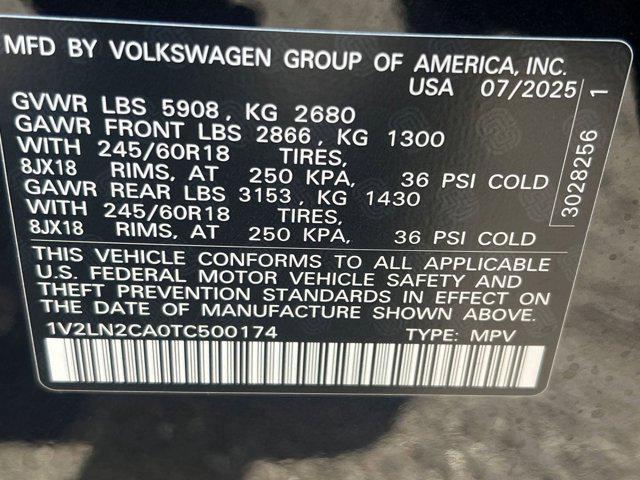 MFD BY VOLKSWAGEN GROUP OF AMERICA, INC.
USA 07/2025
GVWR LBS 5908, KG 2680
GAWR FRONT LBS 2866, KG 1300
WITH 245/60R18 TIRES,
8JX18 RIMS, AT 250 KPA, 36 PSI COLD
GAWR REAR LBS 3153, KG 1430
WITH 245/60R18 TIRES,
8JX18 RIMS, AT 250 KPA, 36 PSI COLD
THIS VEHICLE CONFORMS TO ALL APPLICABLE
U.S. FEDERAL MOTOR VEHICLE SAFETY AND
THEFT PREVENTION STANDARDS IN EFFECT ON
THE DATE OF MANUFACTURE SHOWN ABOVE.
1V2LN2CA0TC500174 TYPE: MPV
3028256 1